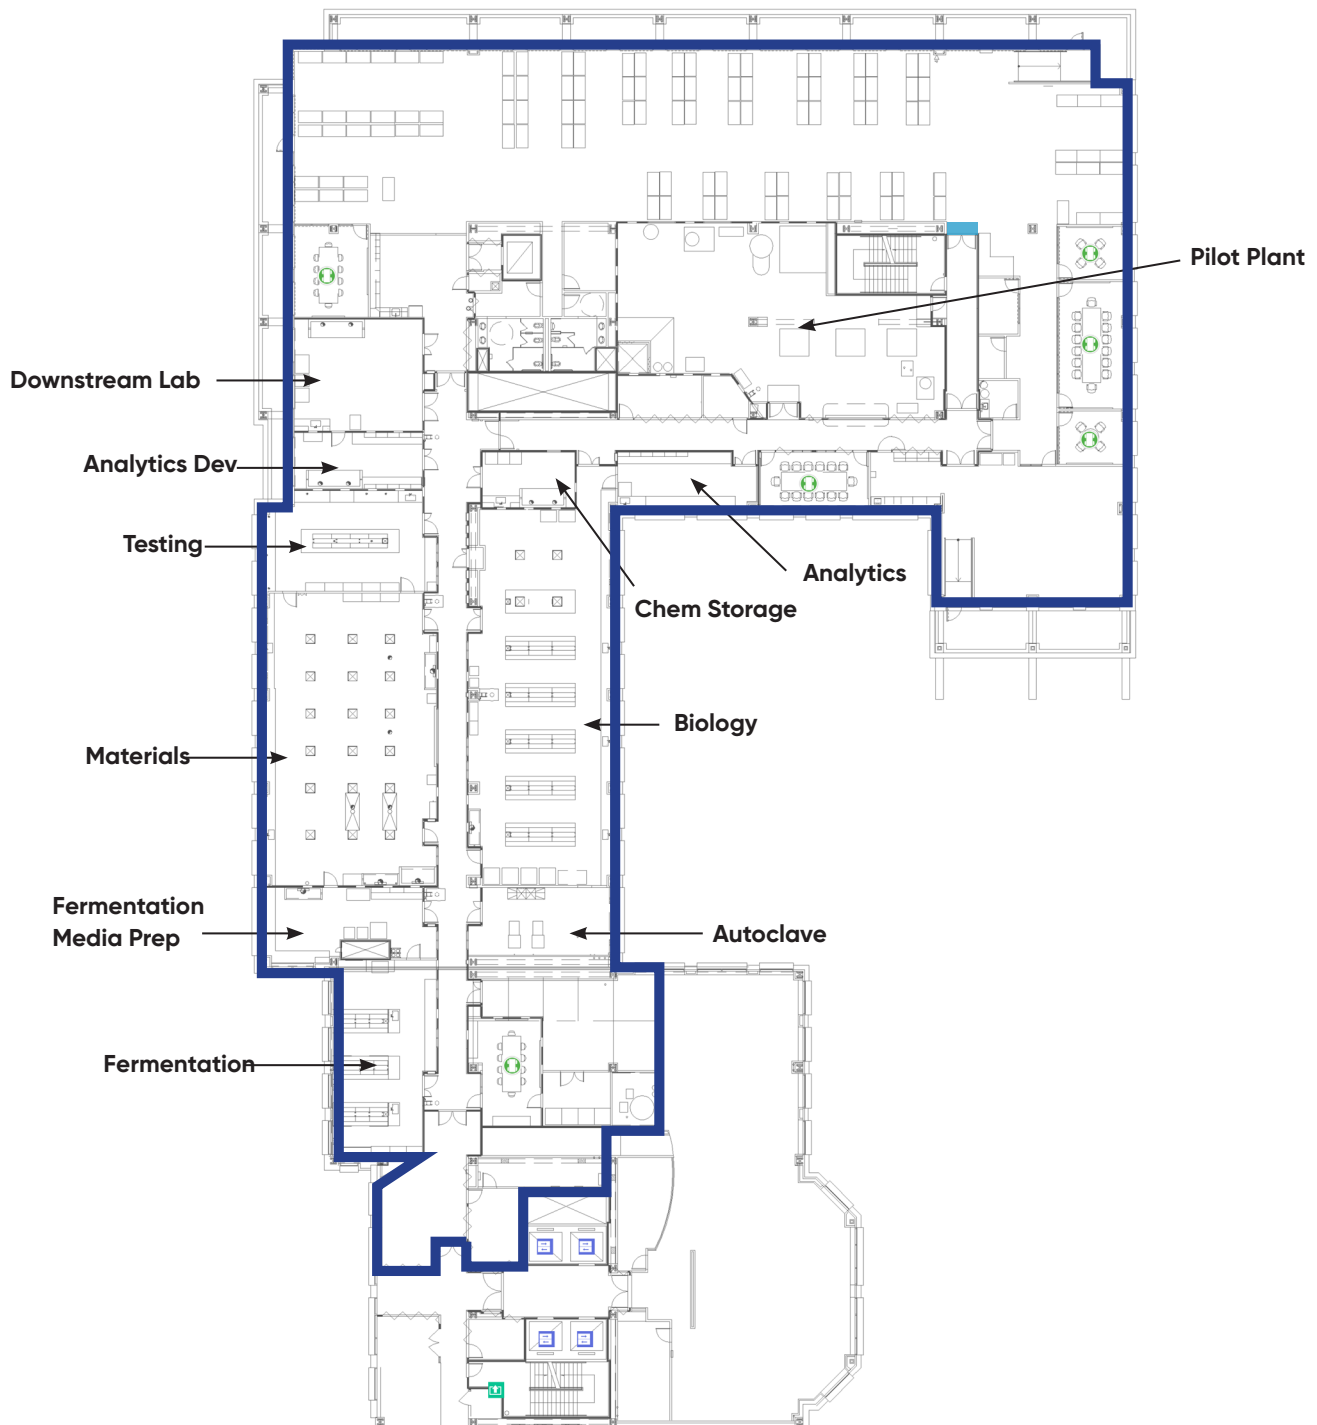 Pilot Plant
Downstream Lab
Analytics Dev
Testing
Analytics
Chem Storage
Biology
Materials
Fermentation
Media Prep
Autoclave
Fermentation